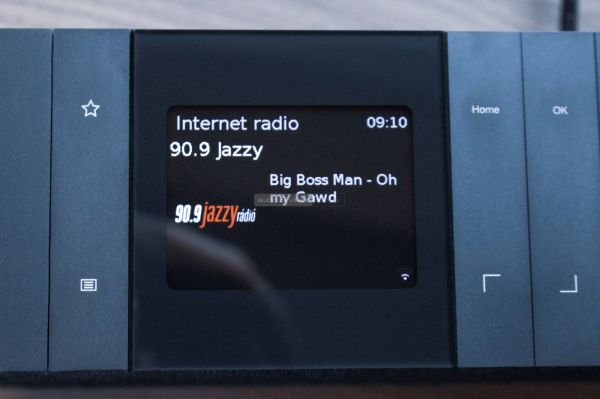 Internet radio 09:10
90.9 Jazzy
Big Boss Man - Oh
my Gawd
90.9 jazzy rádió
Home
OK